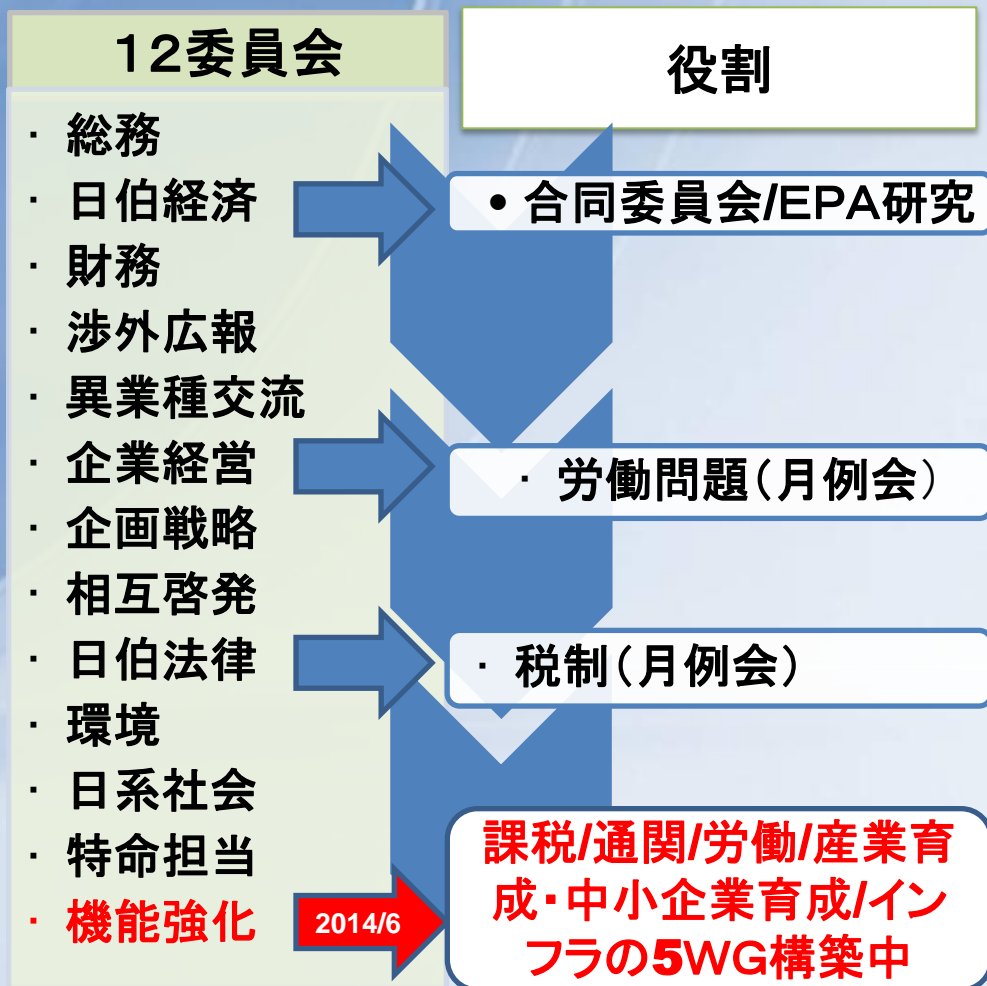 12委員会
・ 総務
・ 日伯経済
・ 財務
・ 渉外広報
・ 異業種交流
・ 企業経営
・ 企画戦略
・ 相互啓発
・ 日伯法律
・ 環境
・ 日系社会
・ 特命担当
・ 機能強化
2014/6
役割
• 合同委員会/EPA研究
・ 労働問題（月例会）
・ 税制（月例会）
課税/通関/労働/産業育
成・中小企業育成/イン
フラの5WG構築中